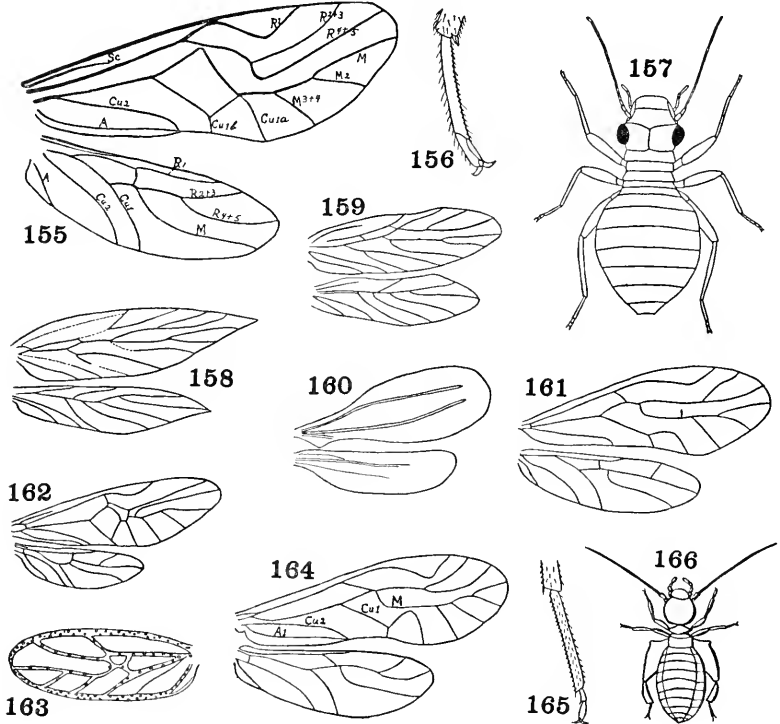 Sc
R1
R2+3
R4+5
M
M2
M3+4
Cu1a
Cu1b
Cu2
A
R1
R2+3
R4+5
M
Cu1
Cu2
A
155
156
157
159
158
160
161
162
164
M
Cu1
Cu2
A1
163
165
166